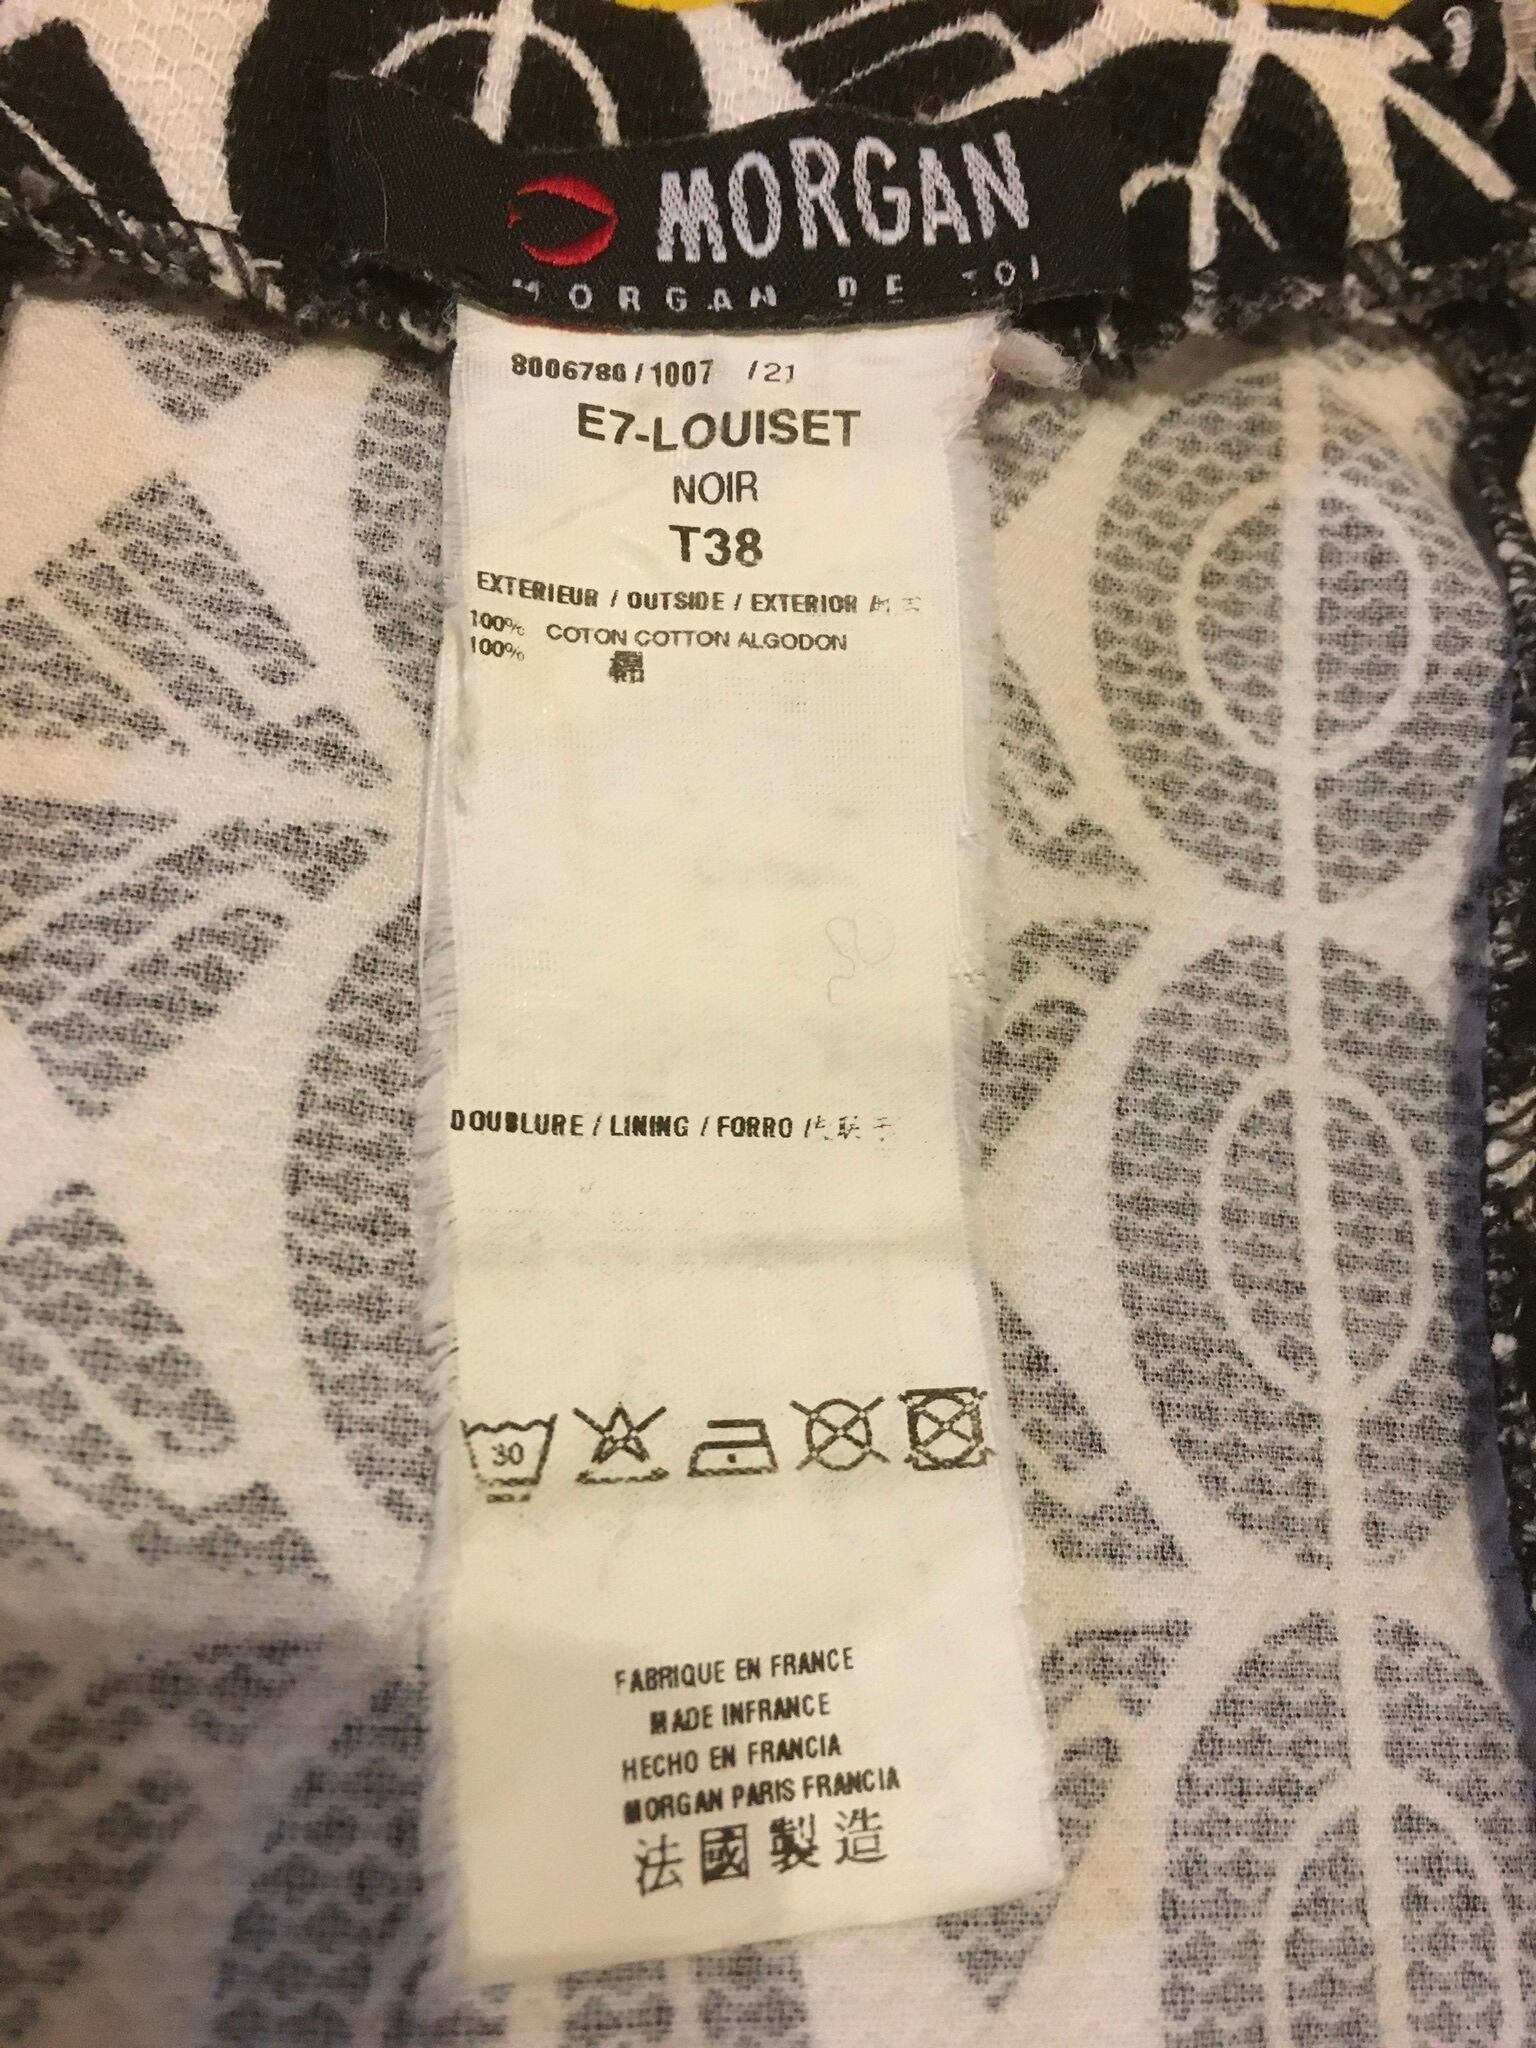 MORGAN
MORGAN DE TOI
8006780/1007 /21
E7-LOUISET
NOIR
T38
EXTERIEUR / OUTSIDE / EXTERIOR /
100% COTON COTTON ALGODON
100% 棉
DOUBLURE / LINING / FORRO /
30
FABRIQUE EN FRANCE
MADE INFRANCE
HECHO EN FRANCIA
MORGAN PARIS FRANCIA
法國製造